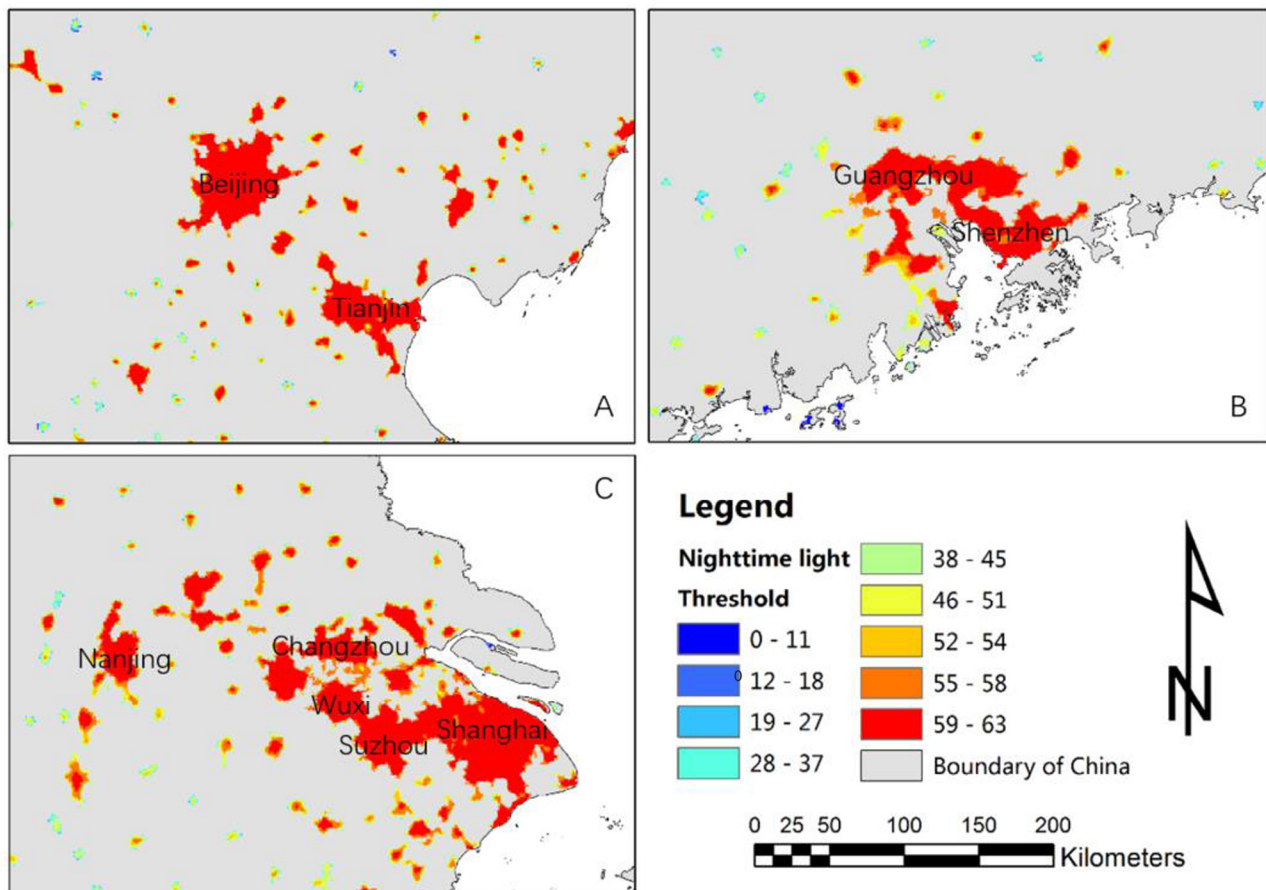 Beijing
Tianjin
A
Guangzhou
Shenzhen
B
C
Changzhou
Nanjing
Wuxi
Shanghai
Suzhou
Legend
Nighttime light
Threshold
0 - 11
0
12 - 18
19 - 27
28 - 37
38 - 45
46 - 51
52 - 54
55 - 58
59 - 63
Boundary of China
N
0 25 50 100 150 200
Kilometers